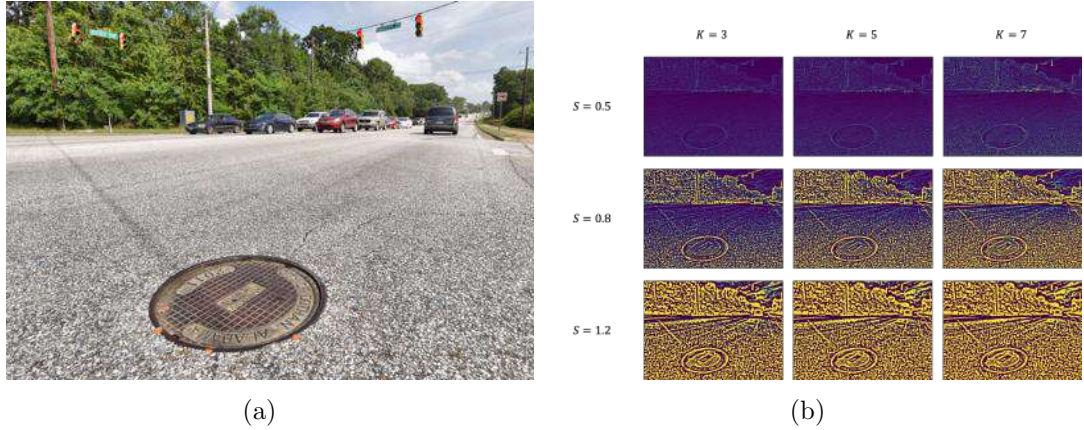 K = 3 K = 5 K = 7
S = 0.5
S = 0.8
S = 1.2
(a) (b)